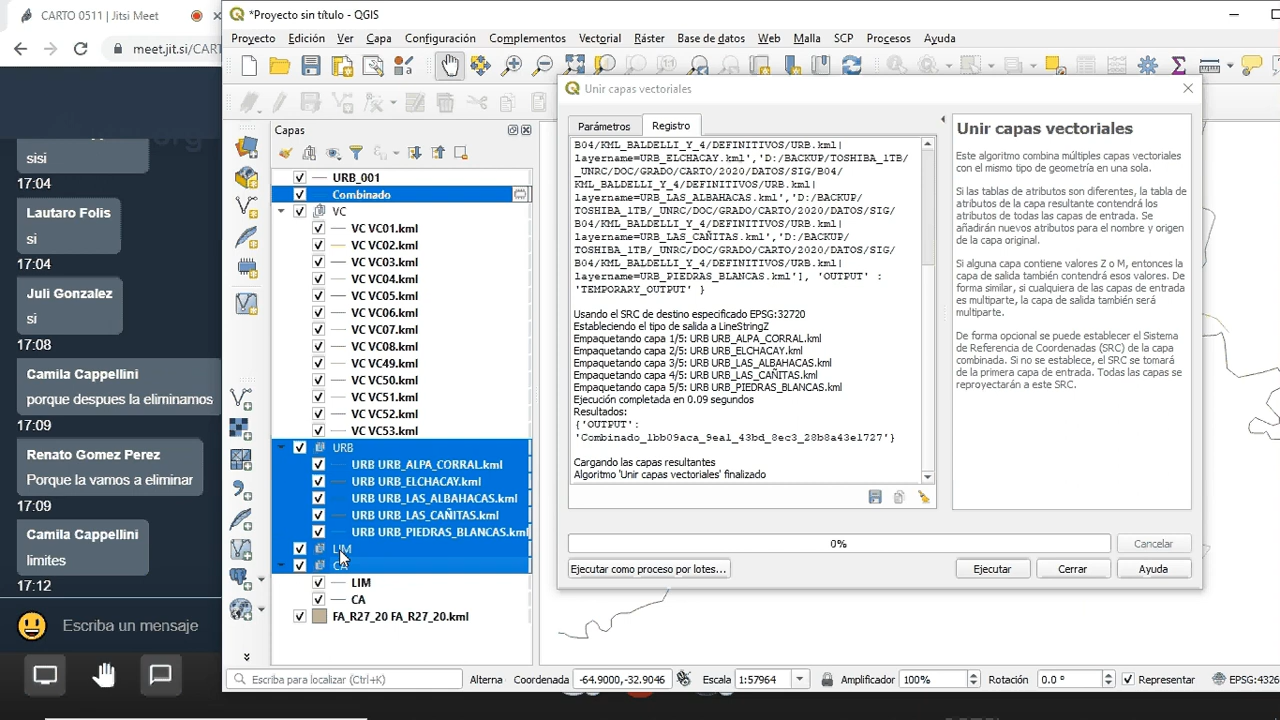 CARTO 0511 | Jitsi Meet
meet.jit.si/CAR
sisi
17:04
Lautaro Folis
si
17:04
Juli Gonzalez
si
17:08
Camila Cappellini
porque despues la eliminamos
17:09
Renato Gomez Perez
Porque la vamos a eliminar
17:09
Camila Cappellini
limites
17:12
Escriba un mensaje
*Proyecto sin título - QGIS
Proyecto Edición Ver Capa Configuración Complementos Vectorial Ráster Base de datos Web Malla SCP Procesos Ayuda
Capas
URB_001
Combinado
VC
VC VC01.kml
VC VC02.kml
VC VC03.kml
VC VC04.kml
VC VC05.kml
VC VC06.kml
VC VC07.kml
VC VC08.kml
VC VC49.kml
VC VC50.kml
VC VC51.kml
VC VC52.kml
VC VC53.kml
URB
URB URB_ALPA_CORRAL.kml
URB URB_ELCHACAY.kml
URB URB_LAS_ALBAHACAS.kml
URB URB_LAS_CAÑITAS.kml
URB URB_PIEDRAS_BLANCAS.kml
LIM
CA
LIM
CA
FA_R27_20 FA_R27_20.kml
Unir capas vectoriales
Parámetros Registro
B04/KML_BALDELLI_Y_4/DEFINITIVOS/URB.kml|
layername=URB_ELCHACAY.kml','D:/BACKUP/TOSHIBA_1TB/
_UNRC/DOC/GRADO/CARTO/2020/DATOS/SIG/B04/
KML_BALDELLI_Y_4/DEFINITIVOS/URB.kml|
layername=URB_LAS_ALBAHACAS.kml','D:/BACKUP/
TOSHIBA_1TB/_UNRC/DOC/GRADO/CARTO/2020/DATOS/SIG/
B04/KML_BALDELLI_Y_4/DEFINITIVOS/URB.kml|
layername=URB_LAS_CAÑITAS.kml','D:/BACKUP/
TOSHIBA_1TB/_UNRC/DOC/GRADO/CARTO/2020/DATOS/SIG/
B04/KML_BALDELLI_Y_4/DEFINITIVOS/URB.kml|
layername=URB_PIEDRAS_BLANCAS.kml'], 'OUTPUT' :
'TEMPORARY_OUTPUT' }
Usando el SRC de destino especificado EPSG:32720
Estableciendo el tipo de salida a LineStringZ
Empaquetando capa 1/5: URB URB_ALPA_CORRAL.kml
Empaquetando capa 2/5: URB URB_ELCHACAY.kml
Empaquetando capa 3/5: URB URB_LAS_ALBAHACAS.kml
Empaquetando capa 4/5: URB URB_LAS_CAÑITAS.kml
Empaquetando capa 5/5: URB URB_PIEDRAS_BLANCAS.kml
Ejecución completada en 0.09 segundos
Resultados:
{'OUTPUT':
'Combinado_1bb09aca_9ea1_43bd_8ec3_28b8a43e1727'}
Cargando las capas resultantes
Algoritmo 'Unir capas vectoriales' finalizado
0%
Cancelar
Ejecutar como proceso por lotes...
Ejecutar
Cerrar
Ayuda
Unir capas vectoriales
Este algoritmo combina múltiples capas vectoriales
con el mismo tipo de geometría en una sola.
Si las tablas de atributos son diferentes, la tabla de
atributos de la capa resultante contendrá los
atributos de todas las capas de entrada. Se
añadirán nuevos atributos para el nombre y origen
de la capa original.
Si alguna capa contiene valores Z o M, entonces la
capa de salida también contendrá esos valores. De
forma similar, si cualquiera de las capas de entrada
es multiparte, la capa de salida también será
multiparte.
De forma opcional se puede establecer el Sistema
de Referencia de Coordenadas (SRC) de la capa
combinada. Si no se establece, el SRC se tomará
de la primera capa de entrada. Todas las capas se
reproyectarán a este SRC.
Escriba para localizar (Ctrl+K)
Alterna Coordenada -64.9000,-32.9046 Escala 1:57964 Amplificador 100% Rotación 0.0 ° Representar EPSG:4326